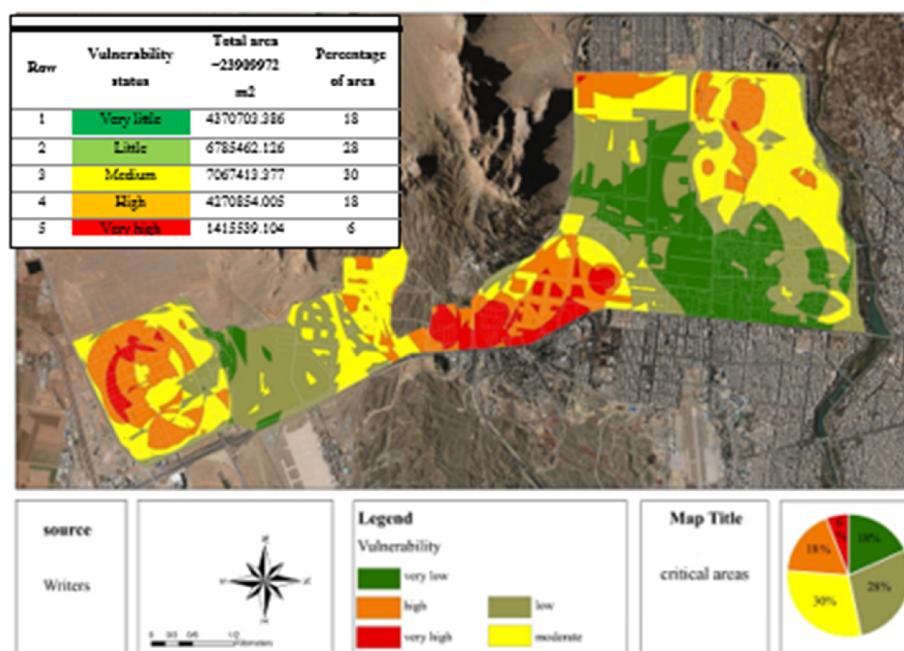 Row Vulnerability status Total area =23909972 m2 Percentage of area
1 Very little 4370703.386 18
2 Little 6785462.126 28
3 Medium 7067413.377 30
4 High 4270854.005 18
5 Very high 1415539.104 6
source
Writers
Legend
Vulnerability
very low
high low
very high moderate
Map Title
critical areas
18%
28%
30%
18%